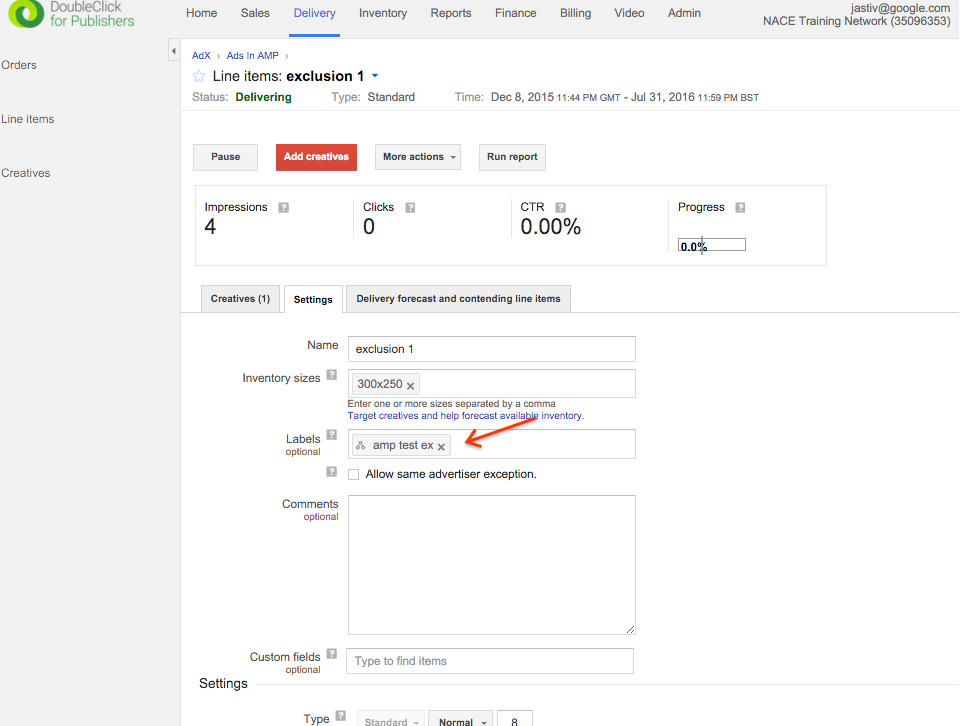 DoubleClick
for Publishers
Home Sales Delivery Inventory Reports Finance Billing Video Admin
jastiv@google.com
NACE Training Network (35096353)
Orders
Line items
Creatives
AdX › Ads In AMP ›
Line items: exclusion 1
Status: Delivering Type: Standard Time: Dec 8, 2015 11:44 PM GMT - Jul 31, 2016 11:59 PM BST
Pause Add creatives More actions Run report
Impressions ? Clicks ? CTR ? Progress ?
4 0 0.00% 0.0%
Creatives (1) Settings Delivery forecast and contending line items
Name exclusion 1
Inventory sizes ? 300x250 x
Enter one or more sizes separated by a comma
Target creatives and help forecast available inventory.
Labels ? amp test ex x
optional
? Allow same advertiser exception.
Comments
optional
Custom fields ? Type to find items
optional
Settings
Type ? Standard Normal 8